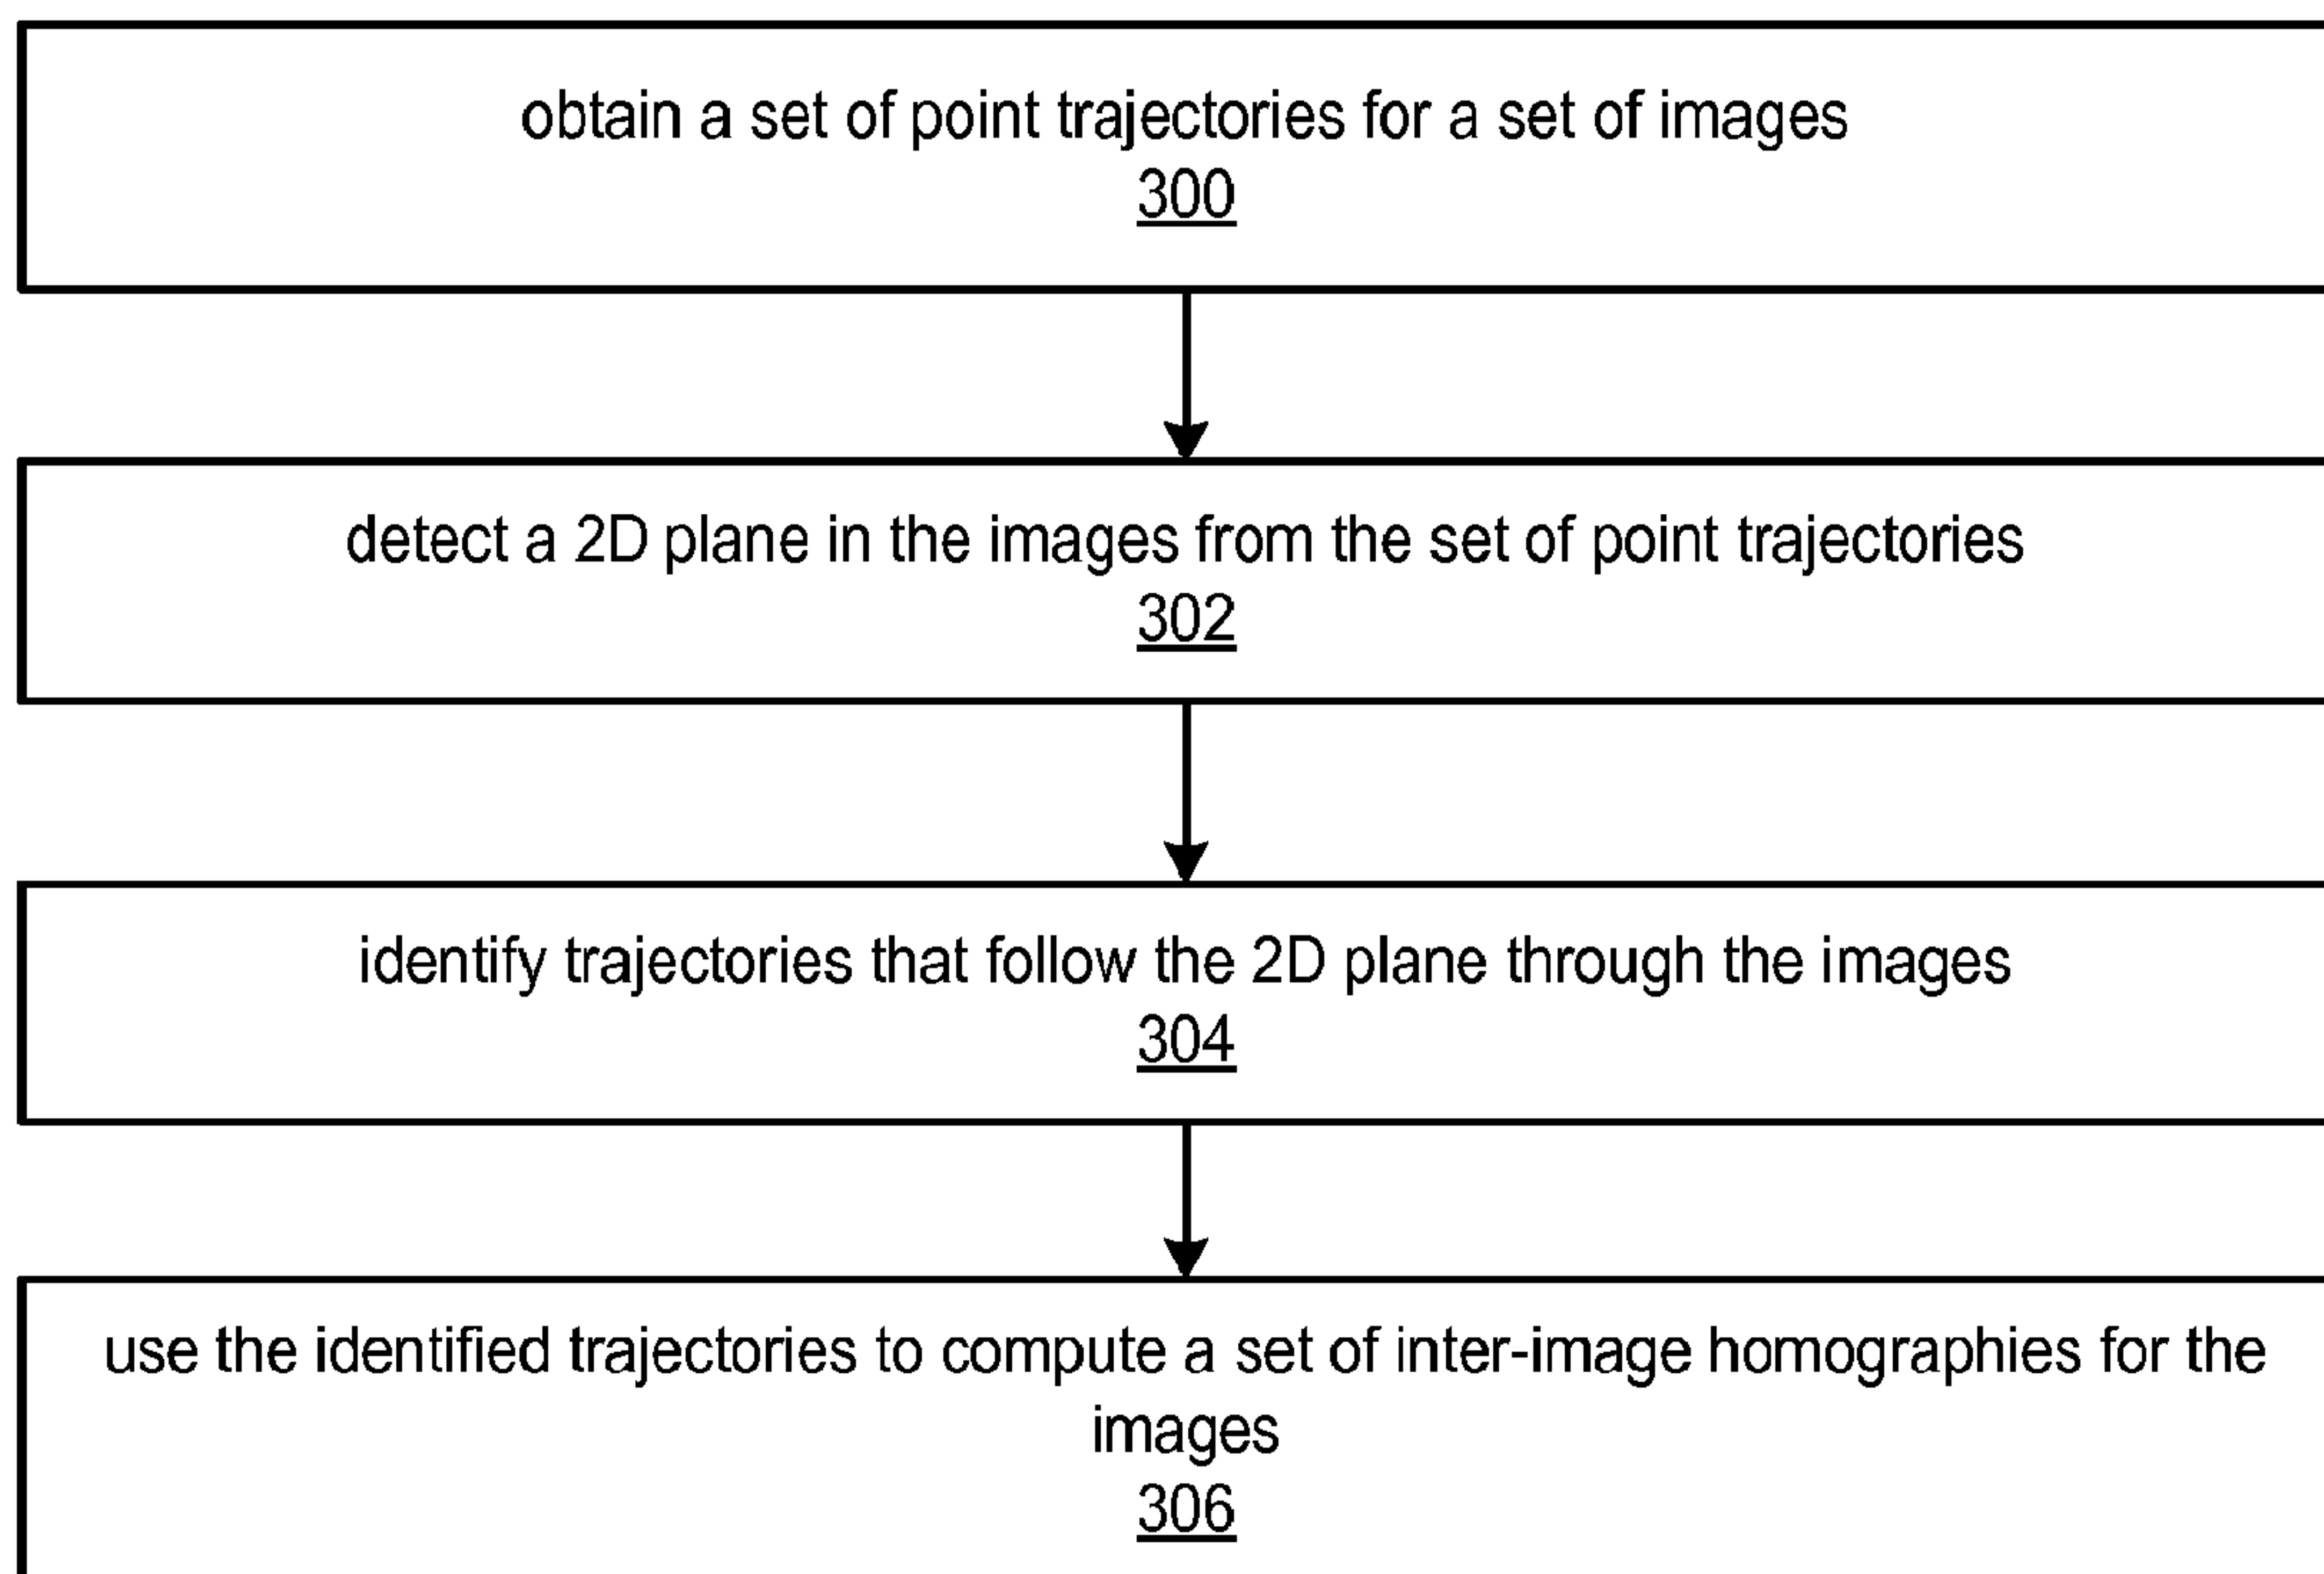 obtain a set of point trajectories for a set of images
300
detect a 2D plane in the images from the set of point trajectories
302
identify trajectories that follow the 2D plane through the images
304
use the identified trajectories to compute a set of inter-image homographies for the
images
306